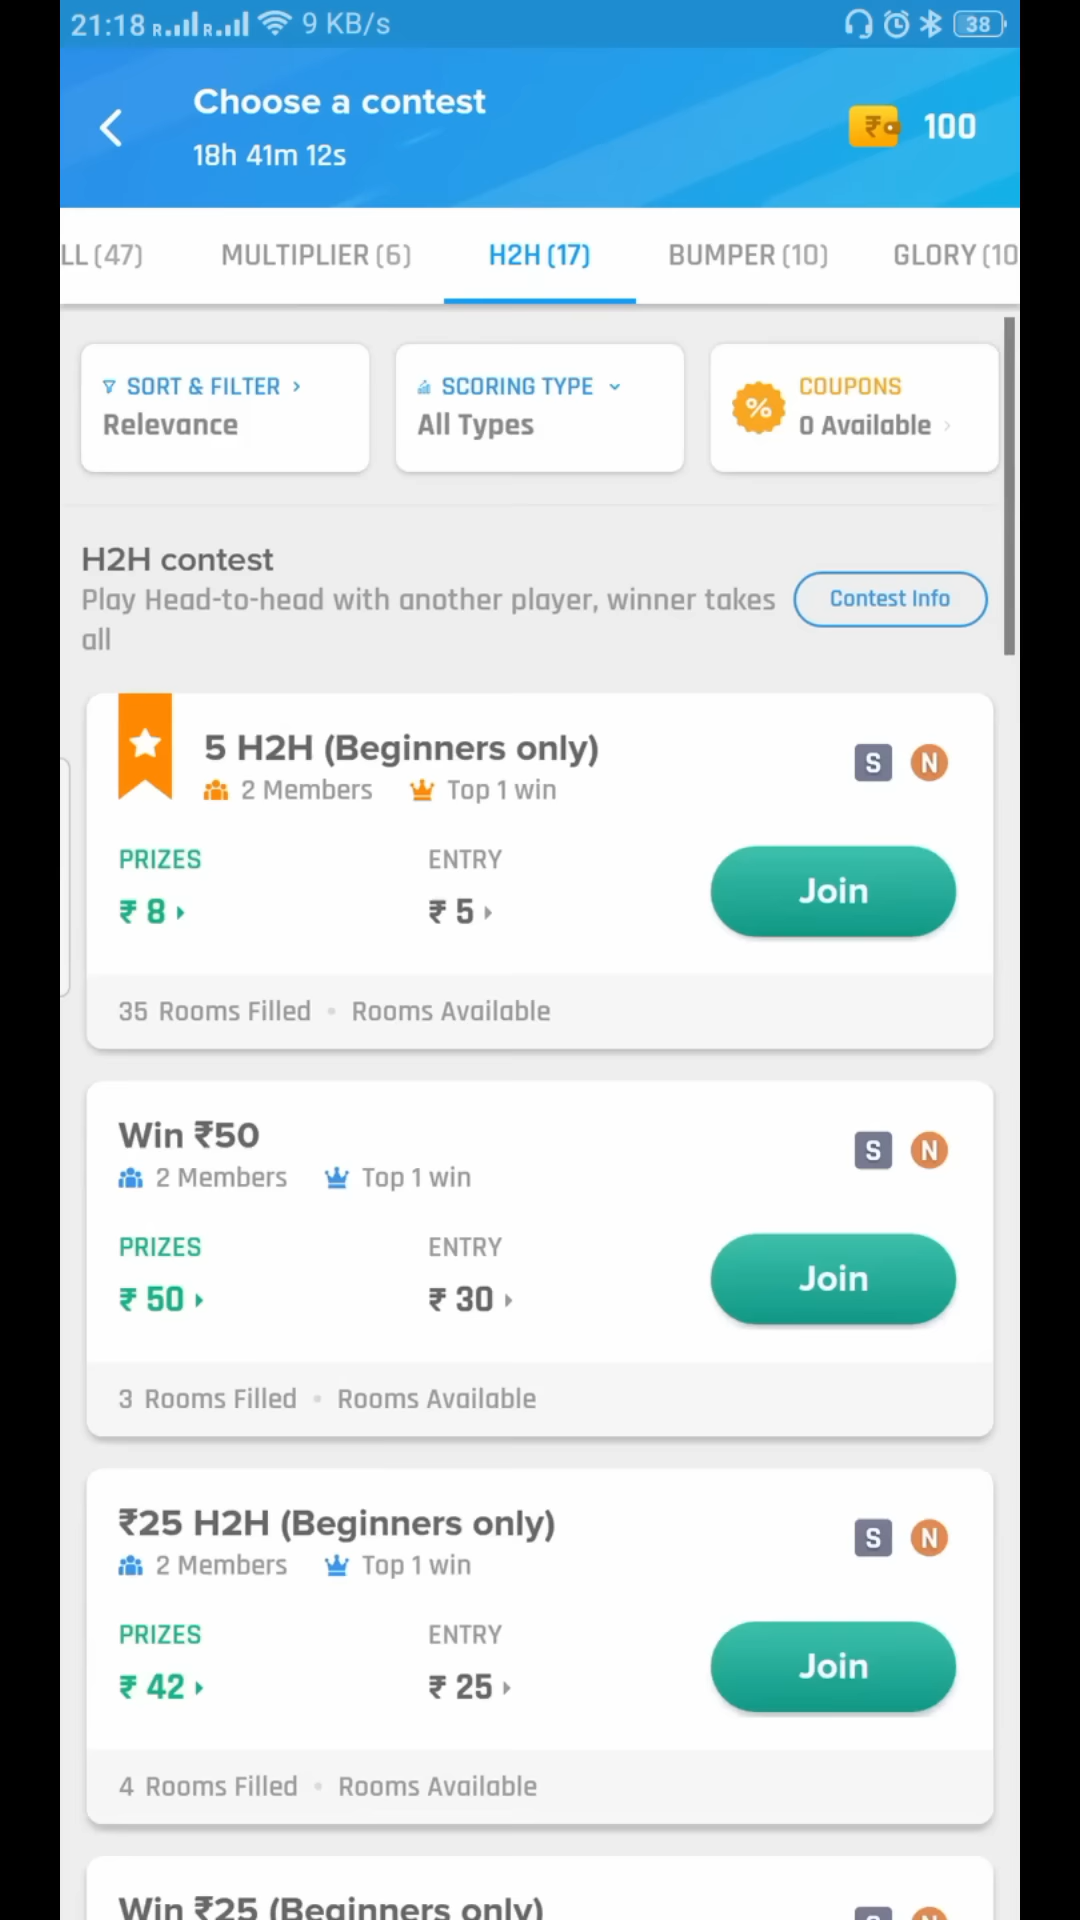 21:18 R R 9 KB/s 38
Choose a contest
18h 41m 12s
₹ 100
LL (47) MULTIPLIER (6) H2H (17) BUMPER (10) GLORY (10
SORT & FILTER SCORING TYPE COUPONS
Relevance All Types % 0 Available
H2H contest
Play Head-to-head with another player, winner takes
all
Contest Info
5 H2H (Beginners only) S N
2 Members Top 1 win
PRIZES ENTRY
₹ 8 ₹ 5 Join
35 Rooms Filled • Rooms Available
Win ₹50 S N
2 Members Top 1 win
PRIZES ENTRY
₹ 50 ₹ 30 Join
3 Rooms Filled • Rooms Available
₹25 H2H (Beginners only) S N
2 Members Top 1 win
PRIZES ENTRY
₹ 42 ₹ 25 Join
4 Rooms Filled • Rooms Available
Win ₹25 (Beginners only) S N